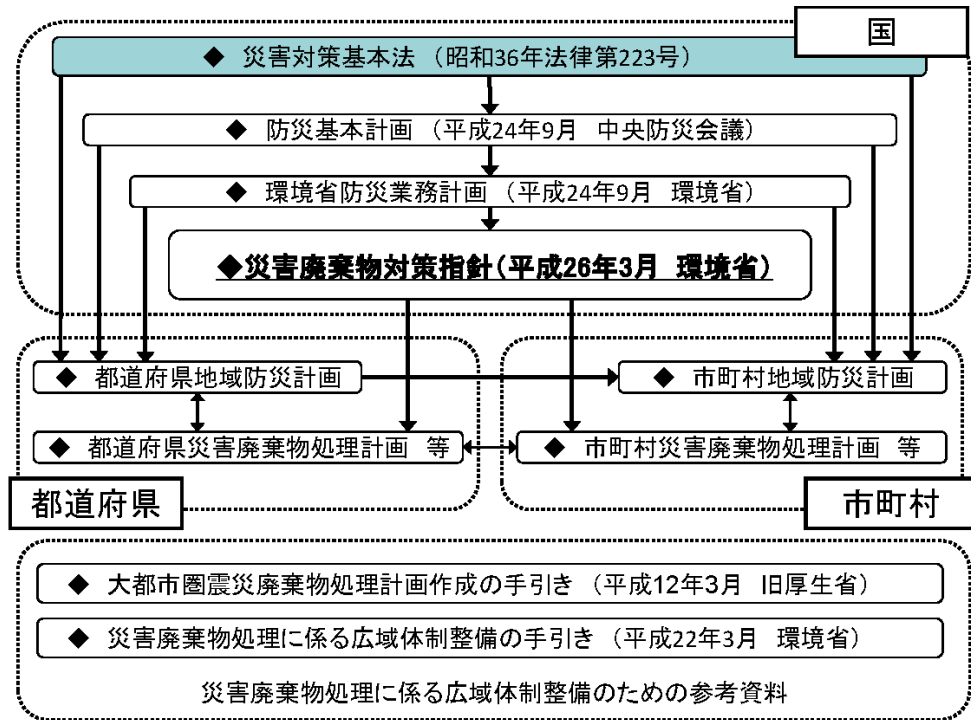 国
◆ 災害対策基本法 （昭和36年法律第223号）
◆ 防災基本計画 （平成24年9月 中央防災会議）
◆ 環境省防災業務計画 （平成24年9月 環境省）
◆災害廃棄物対策指針（平成26年3月 環境省）
◆ 都道府県地域防災計画
◆ 市町村地域防災計画
◆ 都道府県災害廃棄物処理計画 等
◆ 市町村災害廃棄物処理計画 等
都道府県
市町村
◆ 大都市圏震災廃棄物処理計画作成の手引き （平成12年3月 旧厚生省）
◆ 災害廃棄物処理に係る広域体制整備の手引き （平成22年3月 環境省）
災害廃棄物処理に係る広域体制整備のための参考資料